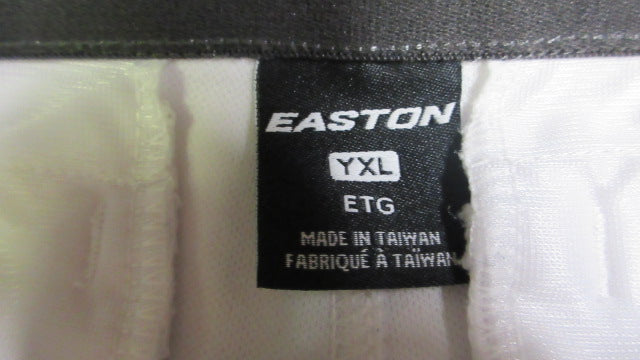 EASTON
YXL
ETG
MADE IN TAIWAN
FABRIQUÉ À TAÏWAN